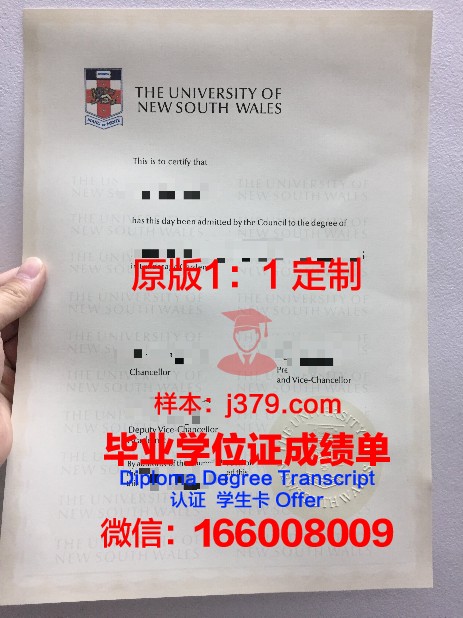 THE UNIVERSITY OF
NEW SOUTH WALES
This is to certify that
has this day been admitted by the Council to the degree of
原版1：1 定制
Chancellor
and Vice-Chancellor
样本：j379.com
Deputy Vice-Chancellor
毕业学位证成绩单
Diploma Degree Transcript
认证 学生卡 Offer
微信：166008009